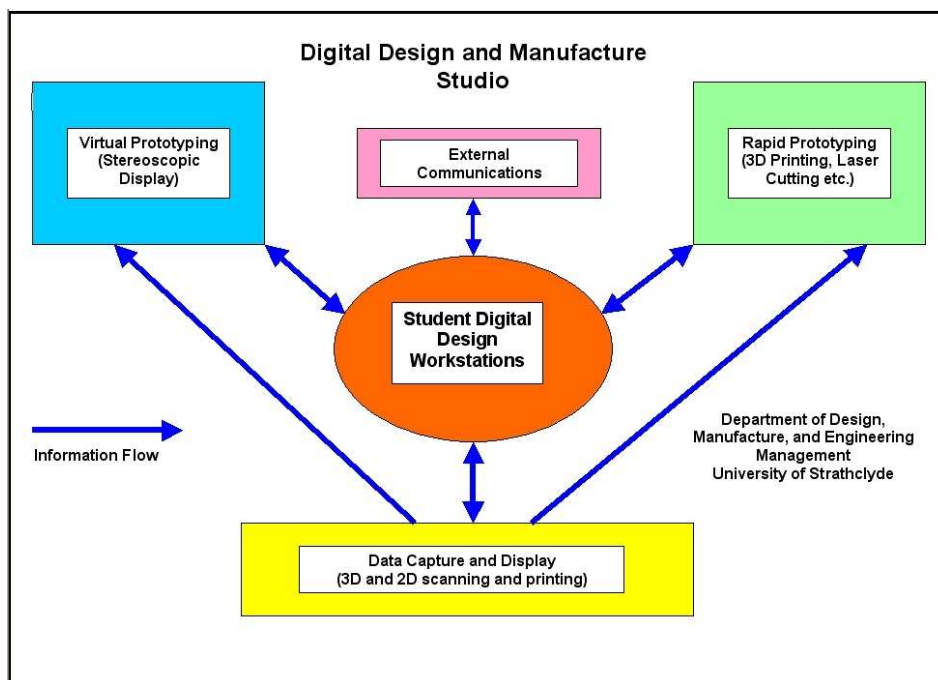 Digital Design and Manufacture
Studio
Virtual Prototyping
(Stereoscopic
Display)
External
Communications
Rapid Prototyping
(3D Printing, Laser
Cutting etc.)
Student Digital
Design
Workstations
Information Flow
Department of Design,
Manufacture, and Engineering
Management
University of Strathclyde
Data Capture and Display
(3D and 2D scanning and printing)